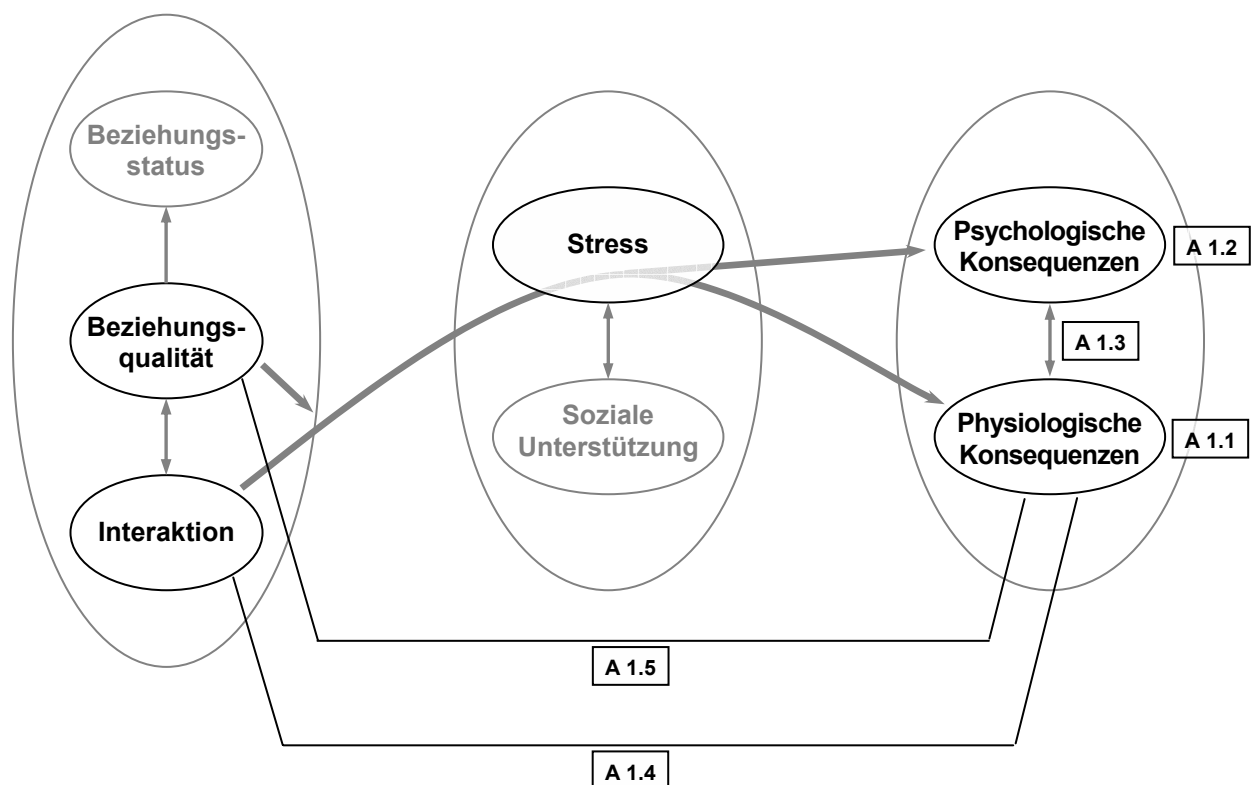 Beziehungs-
status
Beziehungs-
qualität
Interaktion
Stress
Soziale
Unterstützung
Psychologische
Konsequenzen
A 1.2
A 1.3
Physiologische
Konsequenzen
A 1.1
A 1.5
A 1.4